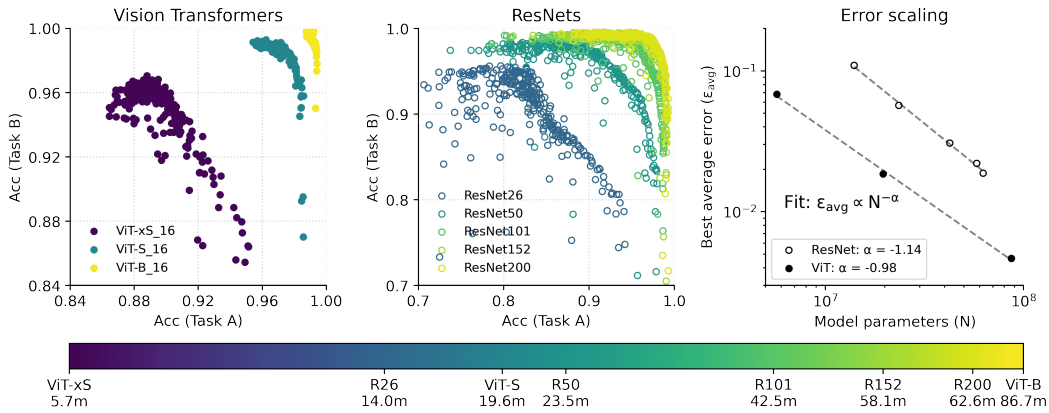 Vision Transformers
1.00
0.96
0.92
0.88
0.84
Acc (Task B)
ViT-xS_16
ViT-S_16
ViT-B_16
0.84
0.88
0.92
0.96
1.00
Acc (Task A)
ResNets
1.0
0.9
0.8
0.7
Acc (Task B)
ResNet26
ResNet50
ResNet101
ResNet152
ResNet200
0.7
0.8
0.9
1.0
Acc (Task A)
Error scaling
10⁻¹
10⁻²
Best average error (ε_avg)
Fit: ε_avg ∝ N^−α
ResNet: α = -1.14
ViT: α = -0.98
10⁷
10⁸
Model parameters (N)
ViT-xS
5.7m
R26
14.0m
ViT-S
19.6m
R50
23.5m
R101
42.5m
R152
58.1m
R200
62.6m
ViT-B
86.7m